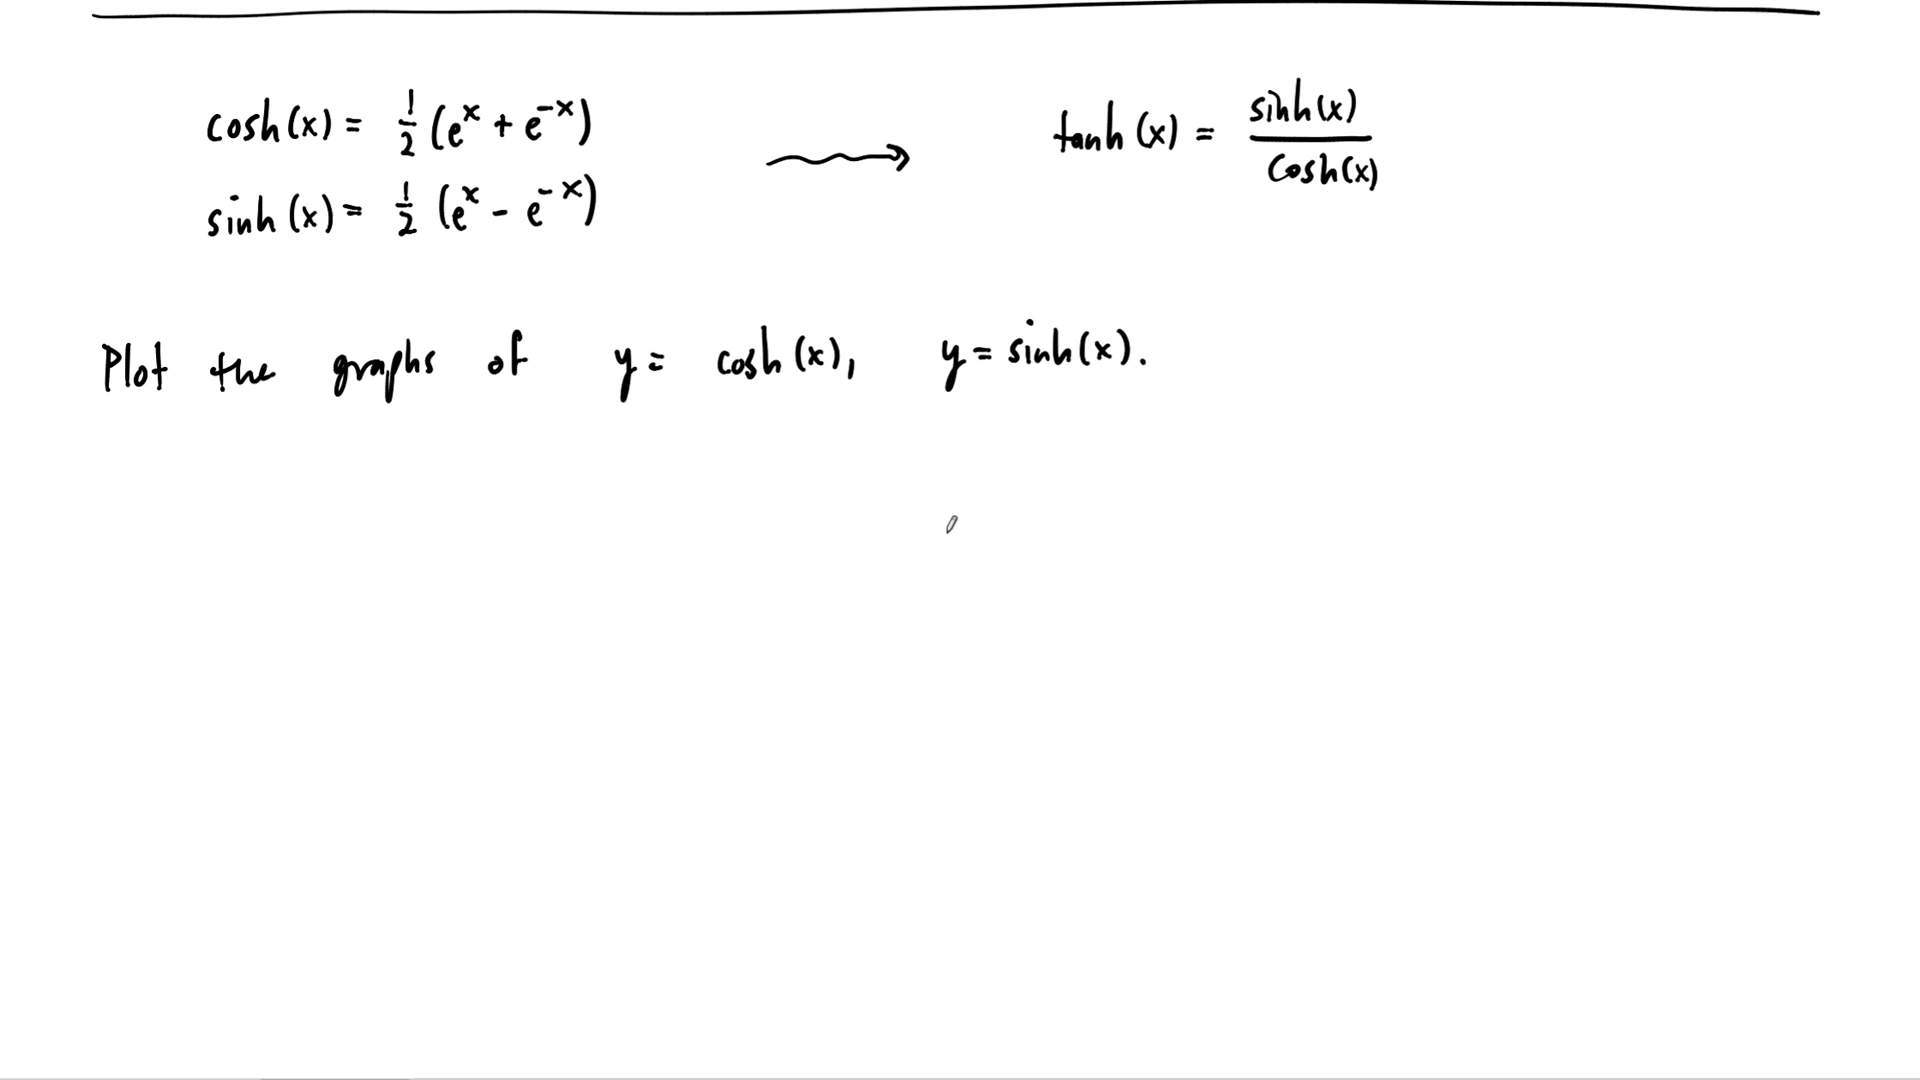 cosh(x) = 1/2 (e^x + e^-x)
sinh(x) = 1/2 (e^x - e^-x)
tanh(x) = sinh(x)/cosh(x)
Plot the graphs of y = cosh(x), y = sinh(x).